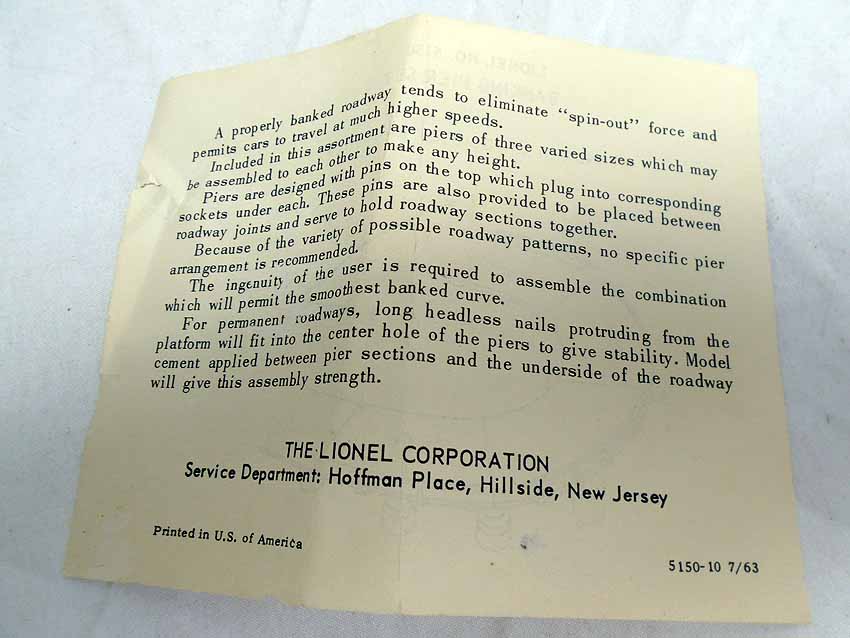 A properly banked roadway tends to eliminate "spin-out" force and
permits cars to travel at much higher speeds.
Included in this assortment are piers of three varied sizes which may
be assembled to each other to make any height.
Piers are designed with pins on the top which plug into corresponding
sockets under each. These pins are also provided to be placed between
roadway joints and serve to hold roadway sections together.
Because of the variety of possible roadway patterns, no specific pier
arrangement is recommended.
The ingenuity of the user is required to assemble the combination
which will permit the smoothest banked curve.
For permanent roadways, long headless nails protruding from the
platform will fit into the center hole of the piers to give stability. Model
cement applied between pier sections and the underside of the roadway
will give this assembly strength.
THE LIONEL CORPORATION
Service Department: Hoffman Place, Hillside, New Jersey
Printed in U.S. of America
5150-10 7/63